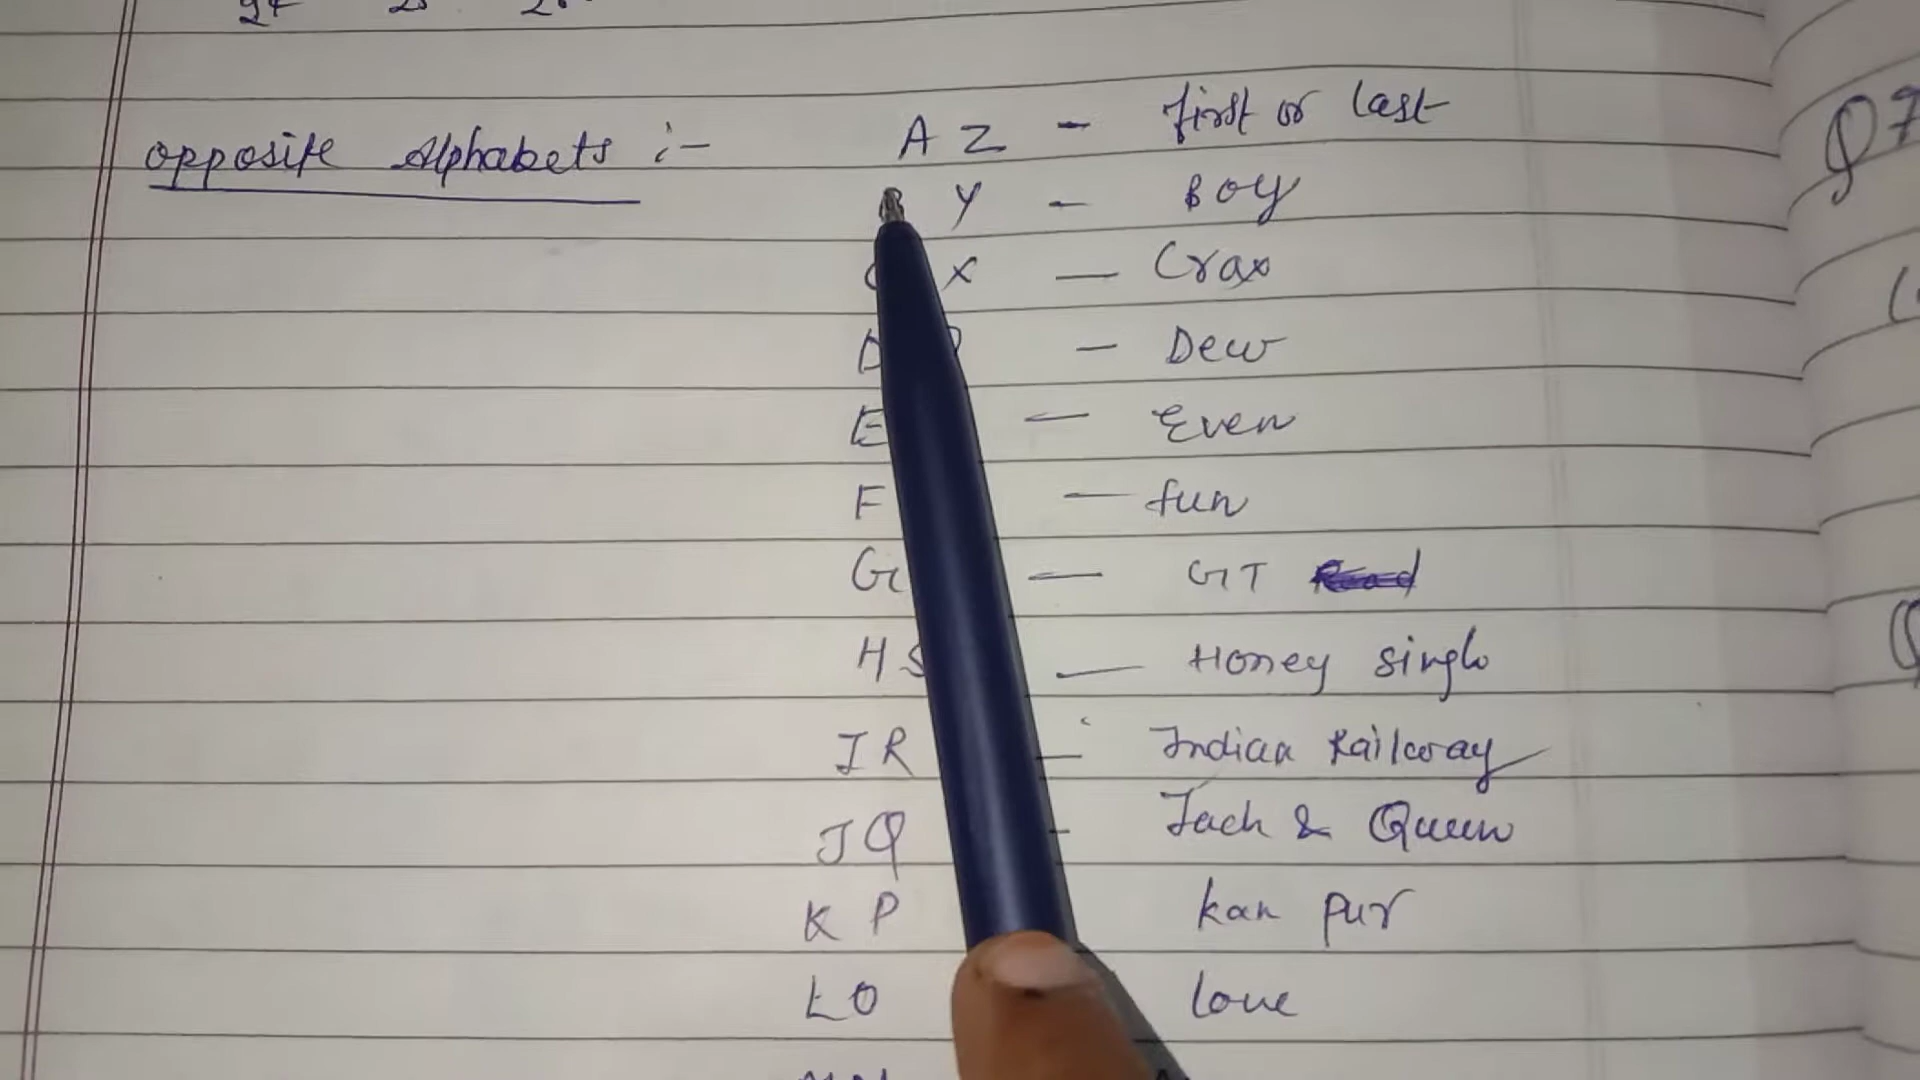 opposite Alphabets :- A Z - first or last
B Y - Boy
C X - Crax
D - Dew
E - Even
F - fun
G - GT
H S - Honey singh
I R - Indian Railway
J Q - Jack & Queen
K P kan pur
L O love